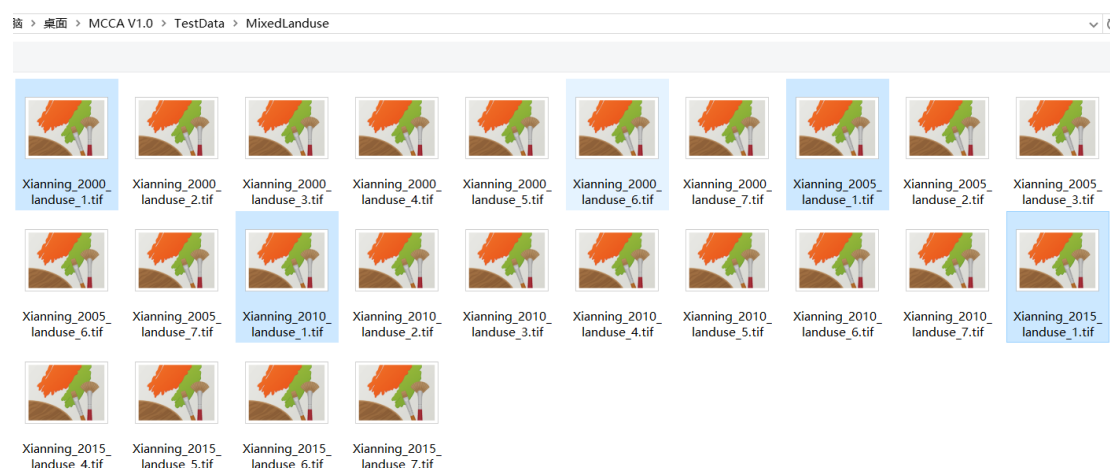 脑 > 桌面 > MCCA V1.0 > TestData > MixedLanduse
Xianning_2000_ Xianning_2000_ Xianning_2000_ Xianning_2000_ Xianning_2000_ Xianning_2000_ Xianning_2000_ Xianning_2005_ Xianning_2005_ Xianning_2005_
landuse_1.tif landuse_2.tif landuse_3.tif landuse_4.tif landuse_5.tif landuse_6.tif landuse_7.tif landuse_1.tif landuse_2.tif landuse_3.tif
Xianning_2005_ Xianning_2005_ Xianning_2010_ Xianning_2010_ Xianning_2010_ Xianning_2010_ Xianning_2010_ Xianning_2010_ Xianning_2010_ Xianning_2015_
landuse_6.tif landuse_7.tif landuse_1.tif landuse_2.tif landuse_3.tif landuse_4.tif landuse_5.tif landuse_6.tif landuse_7.tif landuse_1.tif
Xianning_2015_ Xianning_2015_ Xianning_2015_ Xianning_2015_
landuse_4.tif landuse_5.tif landuse_6.tif landuse_7.tif